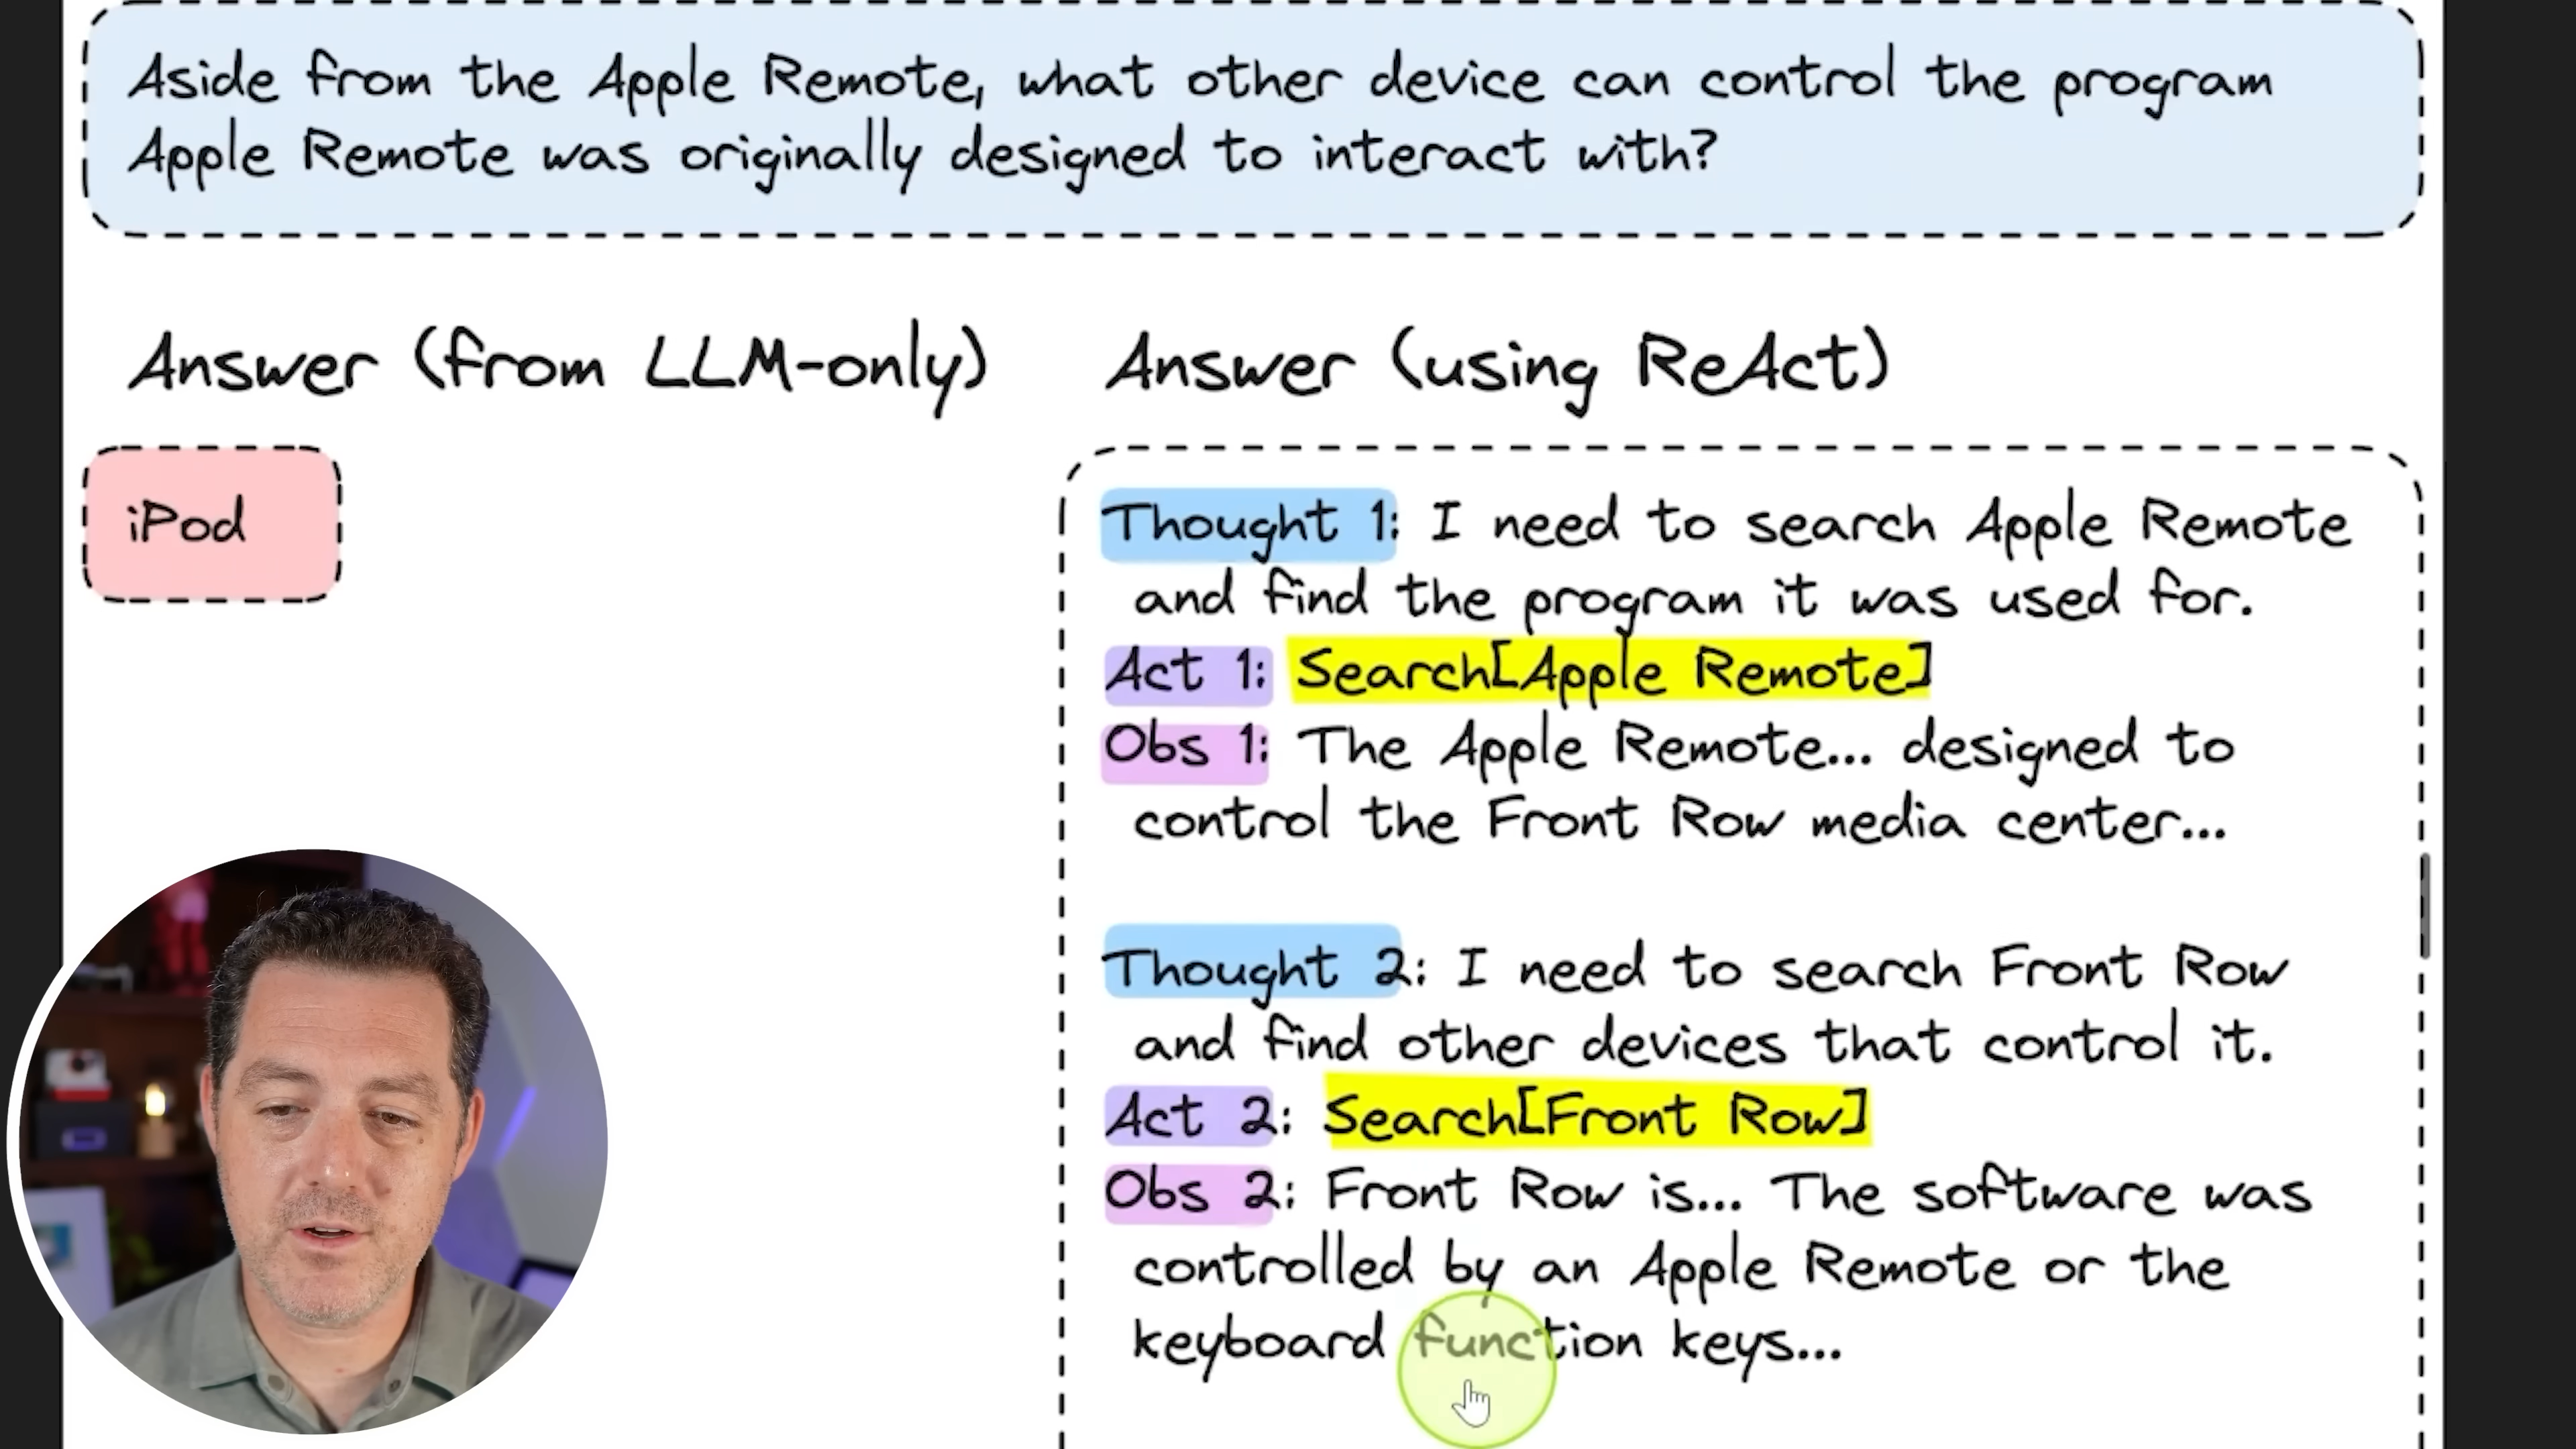 Aside from the Apple Remote, what other device can control the program
Apple Remote was originally designed to interact with?
Answer (from LLM-only)
iPod
Answer (using ReAct)
Thought 1: I need to search Apple Remote
and find the program it was used for.
Act 1: Search[Apple Remote]
Obs 1: The Apple Remote... designed to
control the Front Row media center...
Thought 2: I need to search Front Row
and find other devices that control it.
Act 2: Search[Front Row]
Obs 2: Front Row is... The software was
controlled by an Apple Remote or the
keyboard function keys...